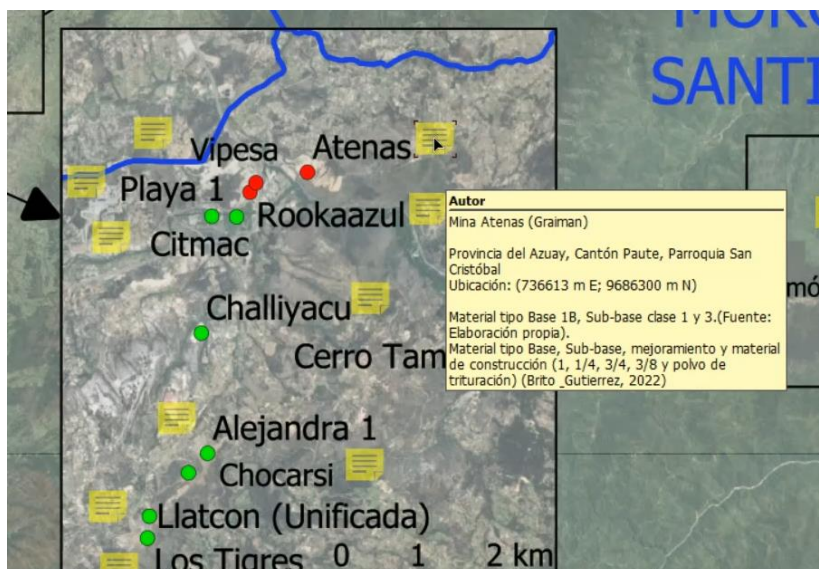 SANTI
Vipesa
Atenas
Playa 1
Rookaazul
Citmac
Autor
Mina Atenas (Graiman)
Provincia del Azuay, Cantón Paute, Parroquia San
Cristóbal
Ubicación: (736613 m E; 9686300 m N)
Material tipo Base 1B, Sub-base clase 1 y 3.(Fuente:
Elaboración propia).
Material tipo Base, Sub-base, mejoramiento y material
de construcción (1, 1/4, 3/4, 3/8 y polvo de
trituración) (Brito _Gutierrez, 2022)
mó
Challiyacu
Cerro Tam
Alejandra 1
Chocarsi
Llatcon (Unificada)
Los Tigres
0 1 2 km